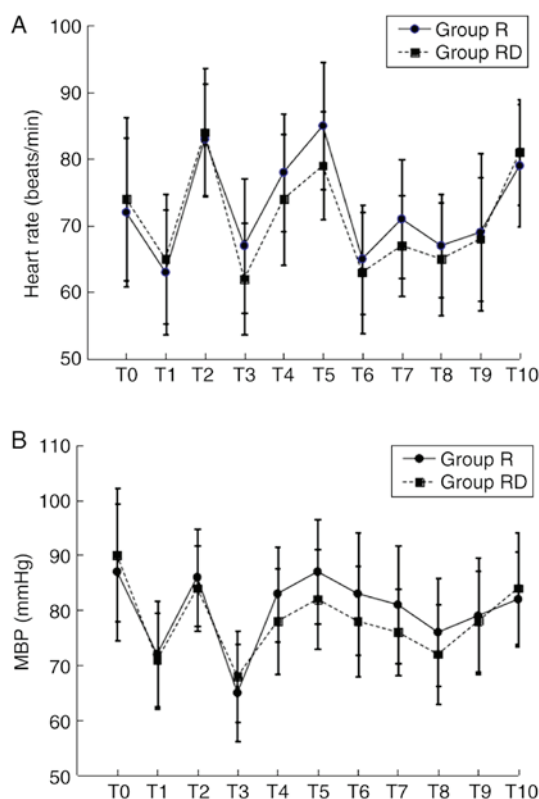 A
100
90
80
70
60
50
Heart rate (beats/min)
Group R
Group RD
T0 T1 T2 T3 T4 T5 T6 T7 T8 T9 T10
B
110
100
90
80
70
60
50
MBP (mmHg)
Group R
Group RD
T0 T1 T2 T3 T4 T5 T6 T7 T8 T9 T10